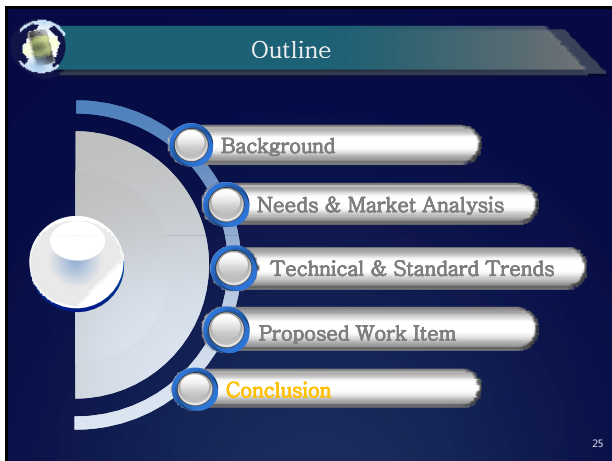 Outline
Background
Needs & Market Analysis
Technical & Standard Trends
Proposed Work Item
Conclusion
25